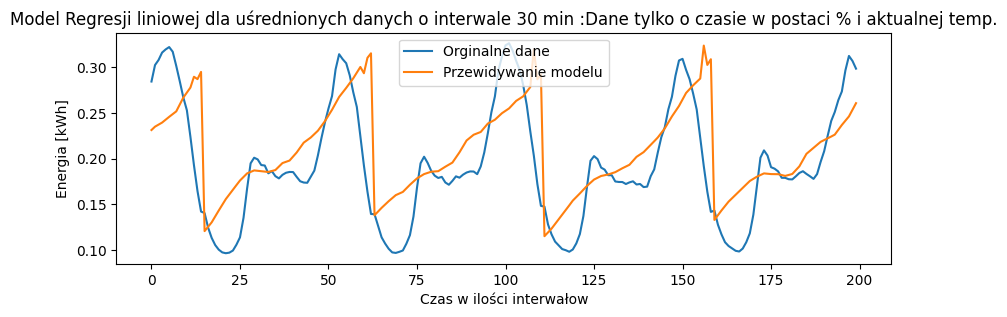 Model Regresji liniowej dla uśrednionych danych o interwale 30 min :Dane tylko o czasie w postaci % i aktualnej temp.
Orginalne dane
Przewidywanie modelu
Energia [kWh]
0.30
0.25
0.20
0.15
0.10
0 25 50 75 100 125 150 175 200
Czas w ilości interwałow